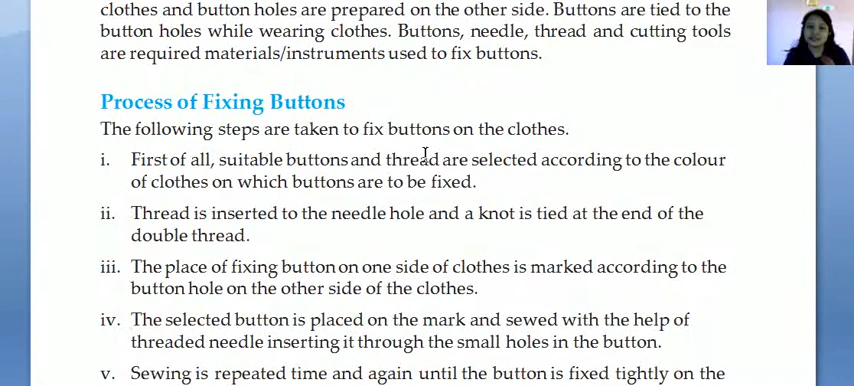 clothes and button holes are prepared on the other side. Buttons are tied to the
button holes while wearing clothes. Buttons, needle, thread and cutting tools
are required materials/instruments used to fix buttons.
Process of Fixing Buttons
The following steps are taken to fix buttons on the clothes.
i. First of all, suitable buttons and thread are selected according to the colour
of clothes on which buttons are to be fixed.
ii. Thread is inserted to the needle hole and a knot is tied at the end of the
double thread.
iii. The place of fixing button on one side of clothes is marked according to the
button hole on the other side of the clothes.
iv. The selected button is placed on the mark and sewed with the help of
threaded needle inserting it through the small holes in the button.
v. Sewing is repeated time and again until the button is fixed tightly on the